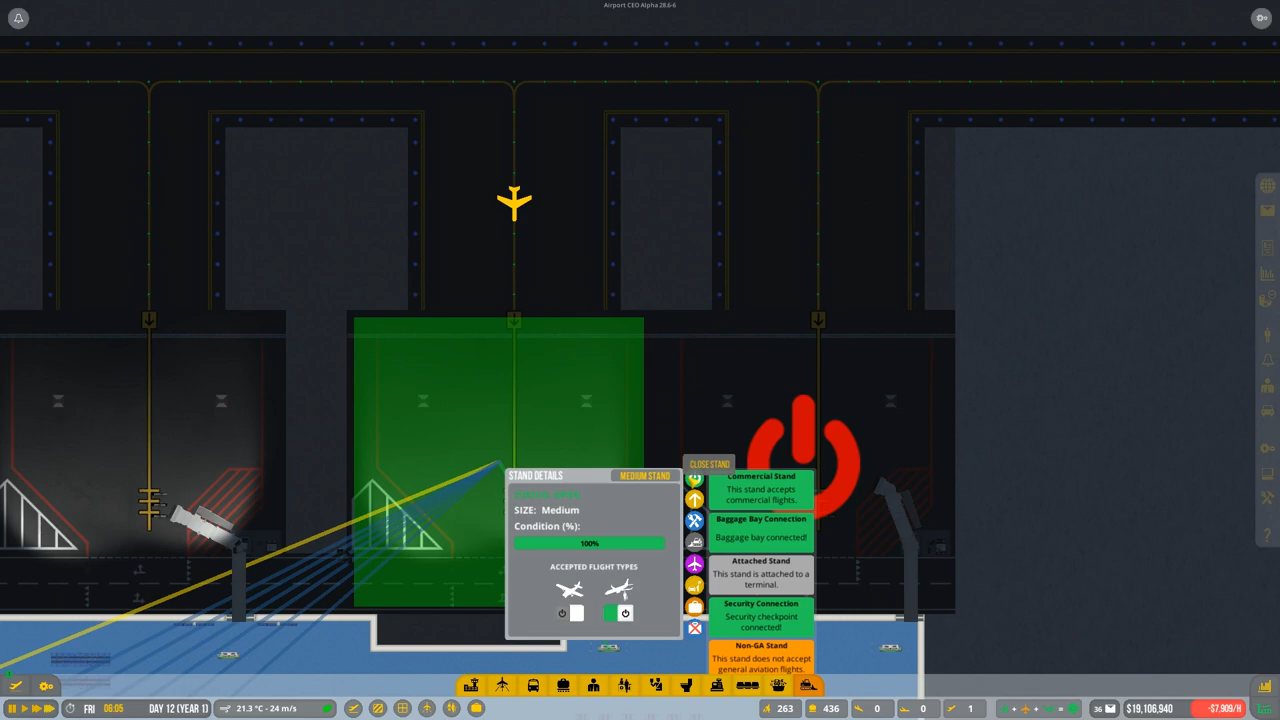 Airport CEO Alpha 28.6-6
CLOSE STAND
STAND DETAILS
MEDIUM STAND
STATUS: OPEN
SIZE: Medium
Condition (%):
100%
ACCEPTED FLIGHT TYPES
Commercial Stand
This stand accepts
commercial flights.
Baggage Bay Connection
Baggage bay connected!
Attached Stand
This stand is attached to a
terminal.
Security Connection
Security checkpoint
connected!
Non-GA Stand
This stand does not accept
general aviation flights.
FRI 06:05
DAY 12 (YEAR 1)
21.3 °C - 24 m/s
263
436
0
0
1
36
$19,106,940
-$7,909/H